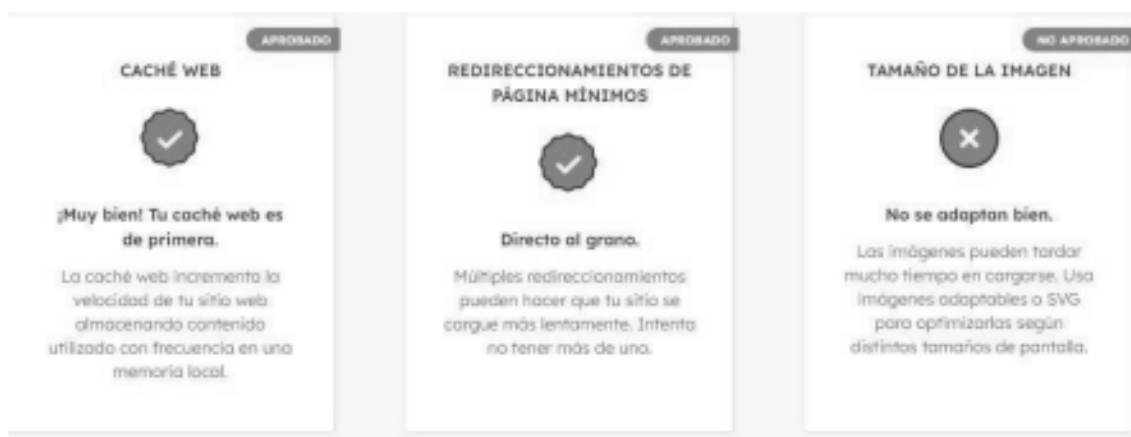 APROBADO
CACHÉ WEB
¡Muy bien! Tu caché web es
de primera.
La caché web incrementa la
velocidad de tu sitio web
almacenando contenido
utilizado con frecuencia en una
memoria local.
APROBADO
REDIRECCIONAMIENTOS DE
PÁGINA MÍNIMOS
Directo al grano.
Múltiples redireccionamientos
pueden hacer que tu sitio se
cargue más lentamente. Intenta
no tener más de uno.
NO APROBADO
TAMAÑO DE LA IMAGEN
No se adaptan bien.
Las imágenes pueden tardar
mucho tiempo en cargarse. Usa
imágenes adaptables o SVG
para optimizarlas según
distintos tamaños de pantalla.